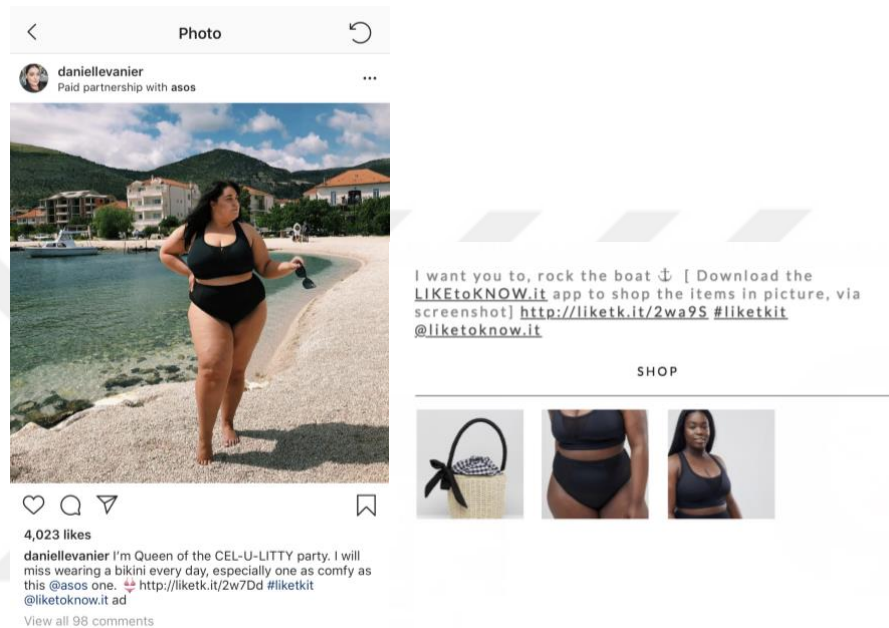 Photo
daniellevanier
Paid partnership with asos
4,023 likes
daniellevanier I'm Queen of the CEL-U-LITTY party. I will
miss wearing a bikini every day, especially one as comfy as
this @asos one. 👙 http://liketk.it/2w7Dd #liketkit
@liketoknow.it ad
View all 98 comments
I want you to, rock the boat ⚓ [ Download the
LIKEtoKNOW.it app to shop the items in picture, via
screenshot] http://liketk.it/2wa9S #liketkit
@liketoknow.it
SHOP